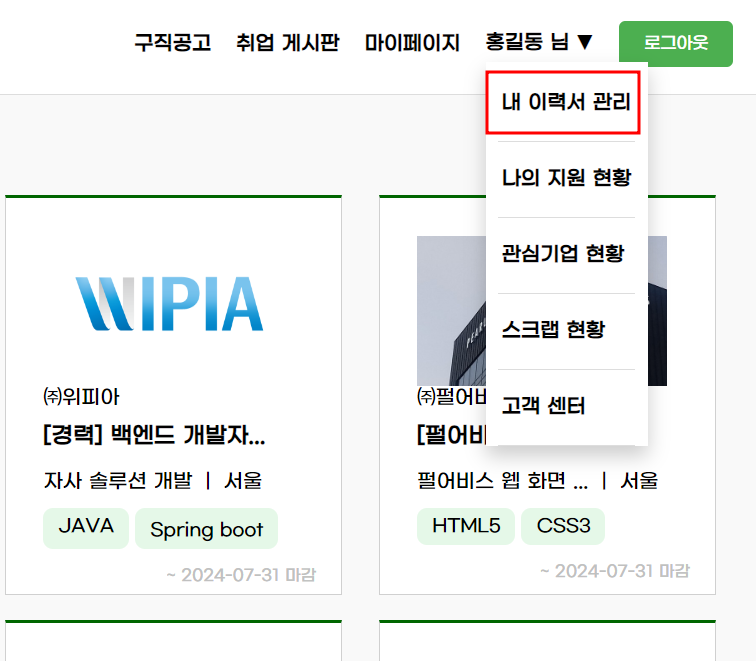 구직공고 취업 게시판 마이페이지 홍길동 님 ▼ 로그아웃
내 이력서 관리
나의 지원 현황
관심기업 현황
스크랩 현황
고객 센터
WIPIA
㈜위피아
[경력] 백엔드 개발자...
자사 솔루션 개발 ㅣ 서울
JAVA Spring boot
~ 2024-07-31 마감
㈜펄어비
[펄어비
펄어비스 웹 화면 ... ㅣ 서울
HTML5 CSS3
~ 2024-07-31 마감